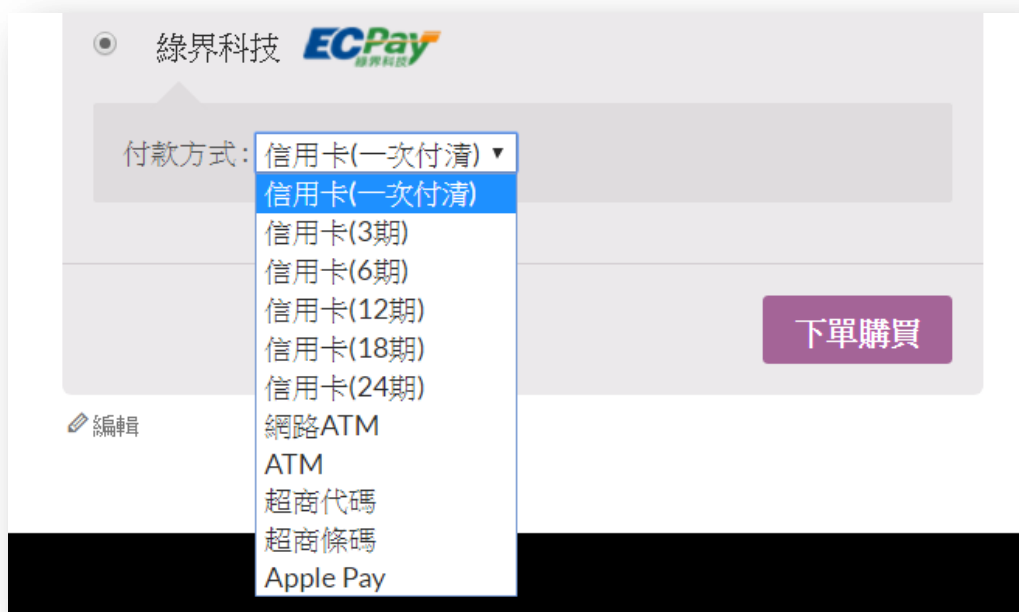 綠界科技 ECPay 綠界科技
付款方式: 信用卡(一次付清)
信用卡(一次付清)
信用卡(3期)
信用卡(6期)
信用卡(12期)
信用卡(18期)
信用卡(24期)
網路ATM
ATM
超商代碼
超商條碼
Apple Pay
下單購買
編輯